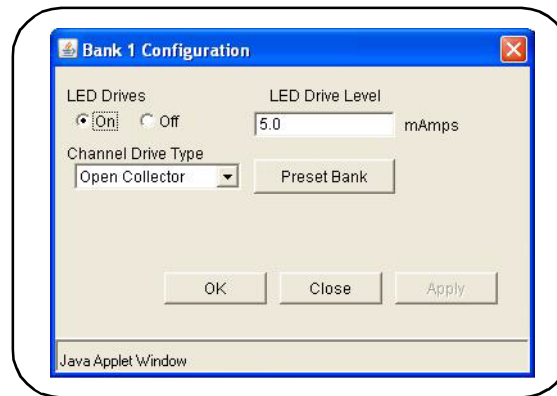 Bank 1 Configuration
LED Drives
LED Drive Level
On
Off
5.0
mAmps
Channel Drive Type
Open Collector
Preset Bank
OK
Close
Apply
Java Applet Window